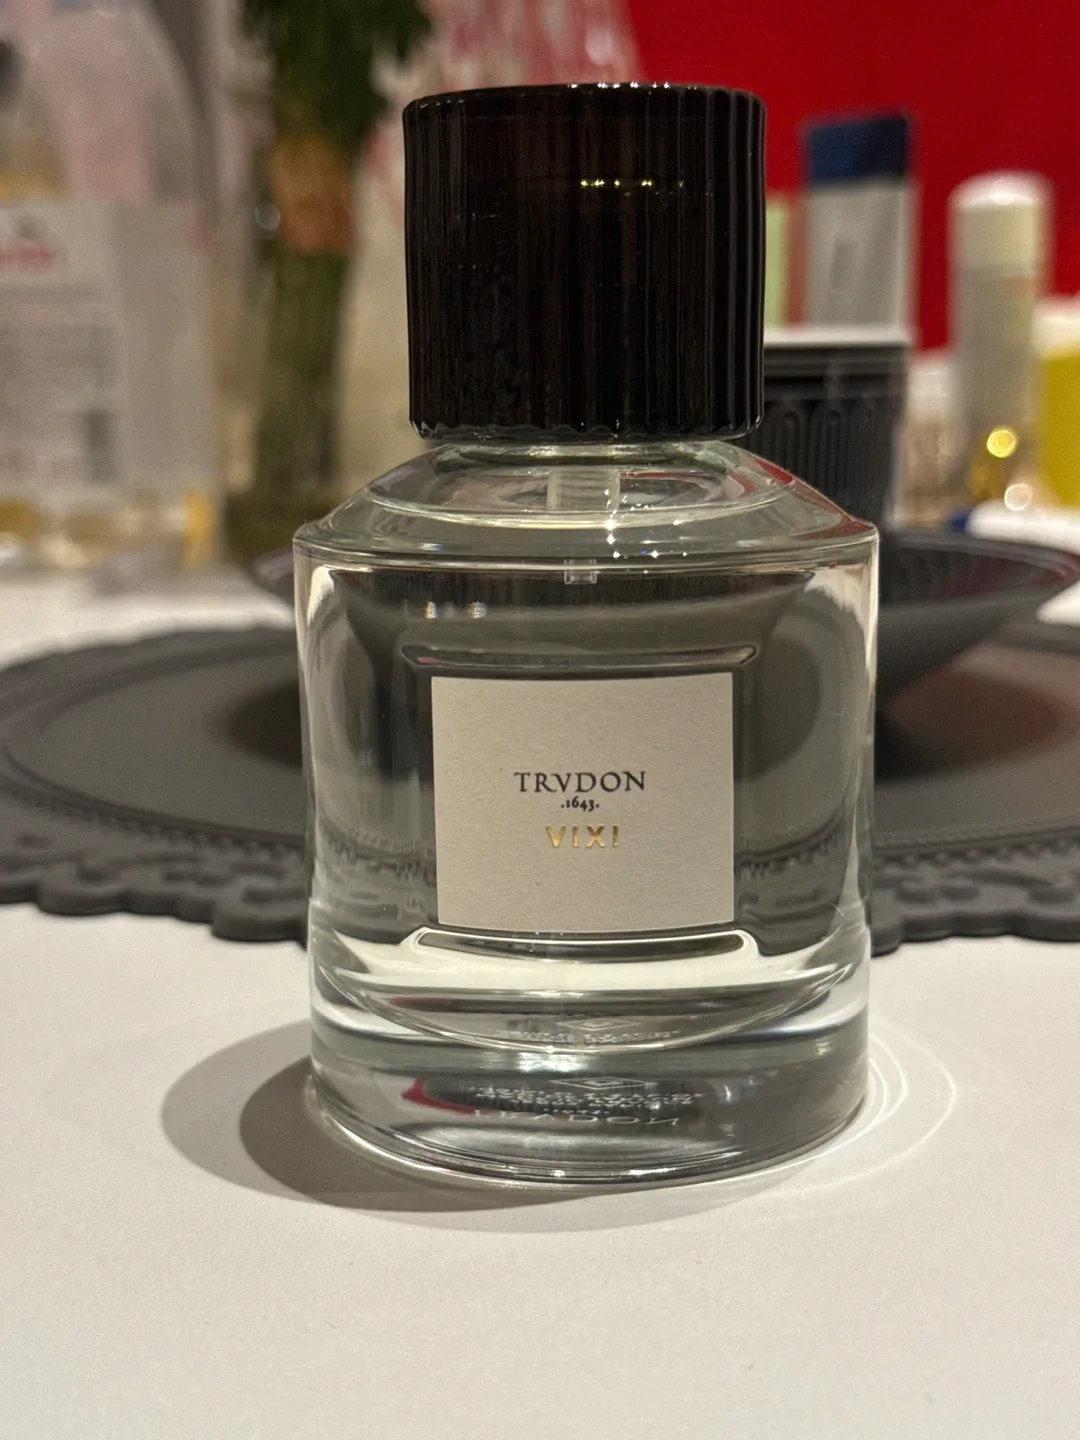 TRVDON
.1643.
VIXI